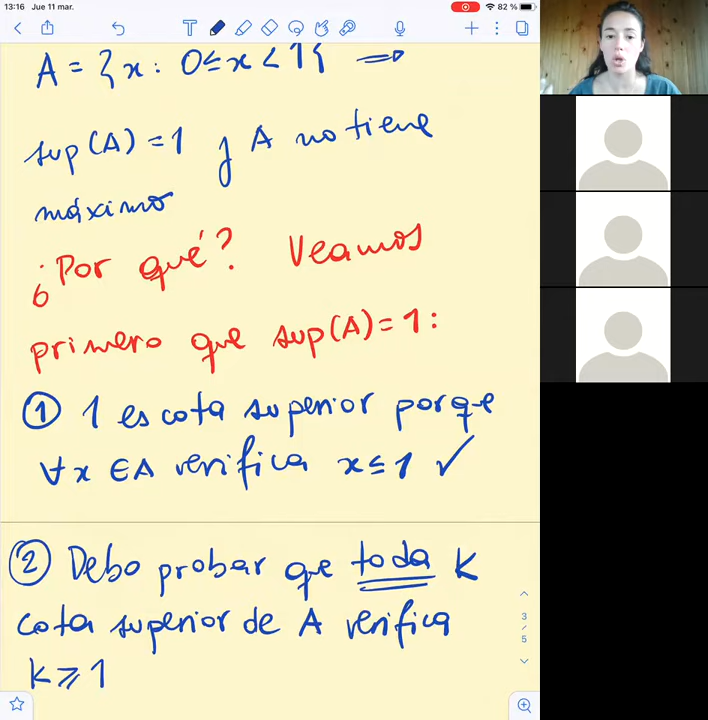 13:16 Jue 11 mar.
82 %
A = {x : 0 ≤ x < 1} ⇒
sup(A) = 1 y A no tiene
máximo
¿Por qué? Veamos
primero que sup(A) = 1 :
① 1 es cota superior porque
∀x ∈ A verifica x ≤ 1 ✓
② Debo probar que toda K
cota superior de A verifica
K ⩾ 1
3
/
5